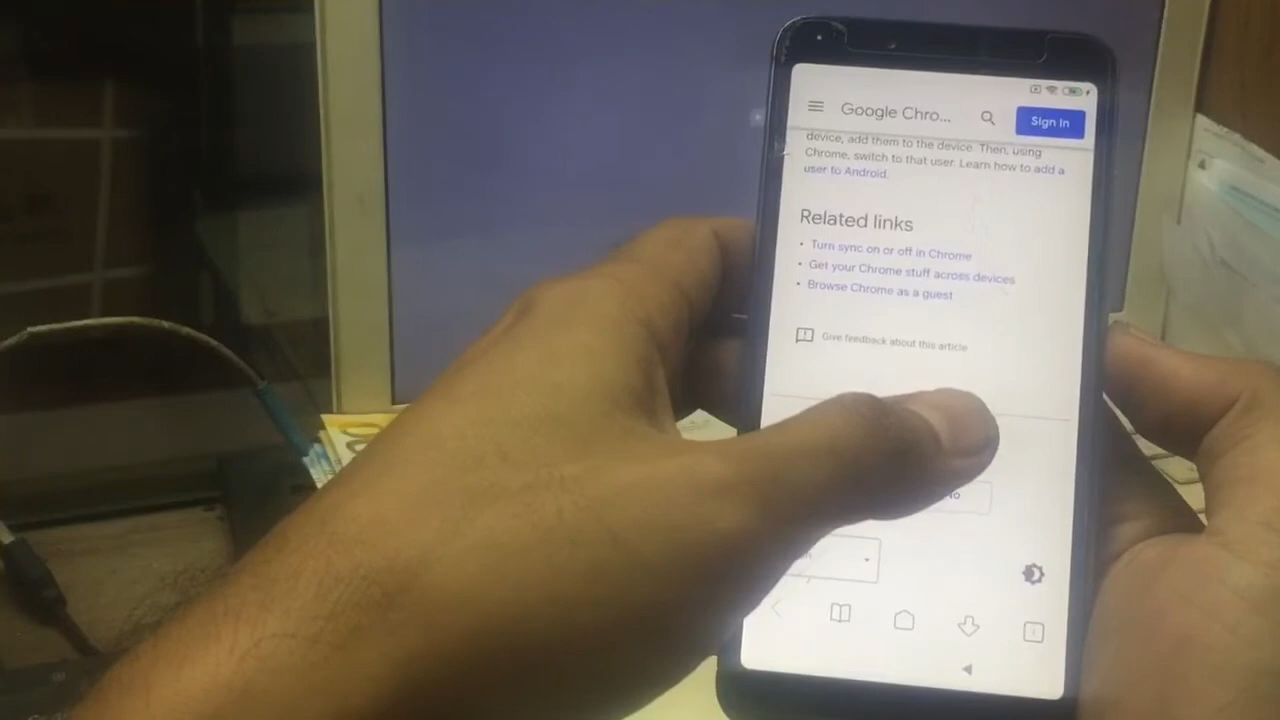 Google Chro...
Sign in
device, add them to the device. Then, using
Chrome, switch to that user. Learn how to add a
user to Android.
Related links
• Turn sync on or off in Chrome
• Get your Chrome stuff across devices
• Browse Chrome as a guest
Give feedback about this article